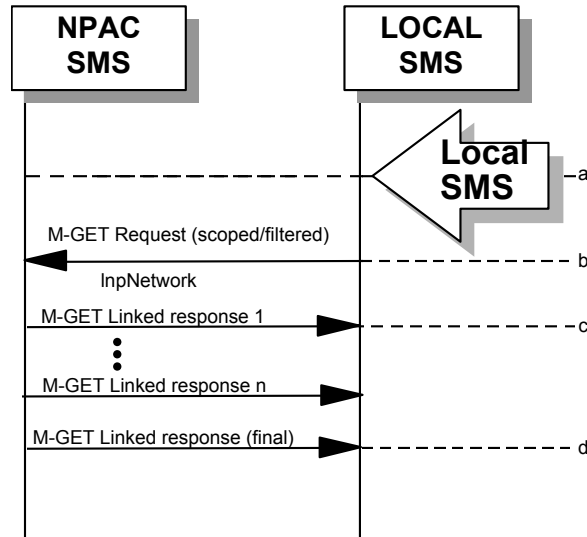 NPAC
SMS
LOCAL
SMS
Local
SMS
a
M-GET Request (scoped/filtered)
b
lnpNetwork
M-GET Linked response 1
c
M-GET Linked response n
M-GET Linked response (final)
d